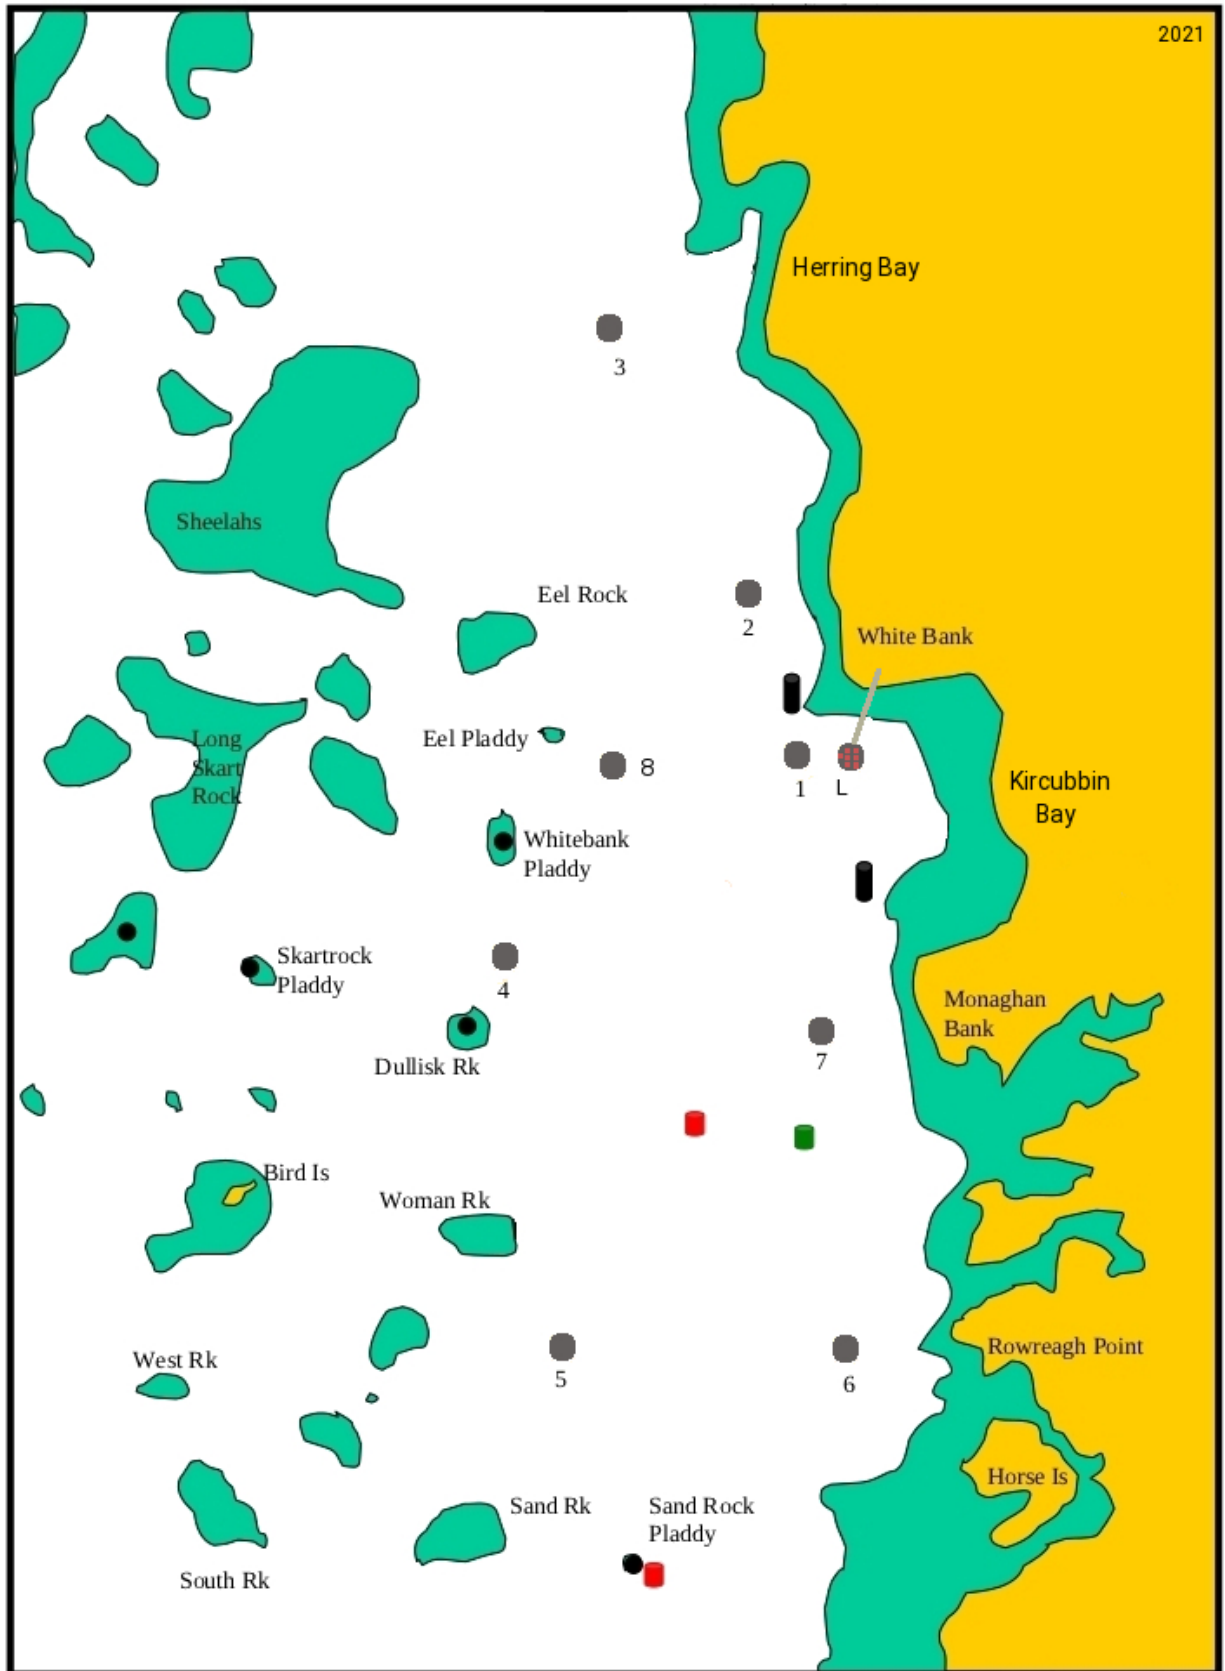 2021
Herring Bay
3
Sheelahs
Eel Rock
2
White Bank
Long
Skart
Rock
Eel Pladdy
8
1
L
Kircubbin
Bay
Whitebank
Pladdy
Skartrock
Pladdy
4
Monaghan
Bank
7
Dullisk Rk
Bird Is
Woman Rk
West Rk
5
6
Rowreagh Point
Horse Is
Sand Rk
Sand Rock
Pladdy
South Rk